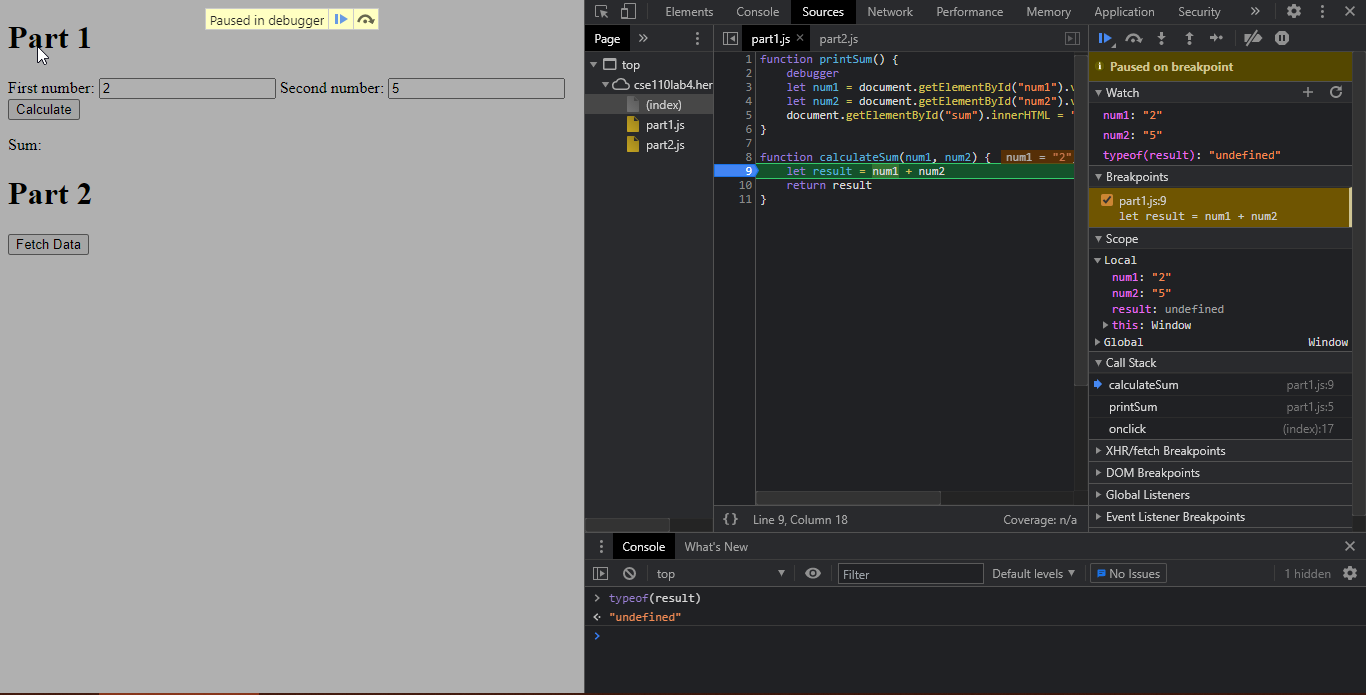 Paused in debugger
Part 1
First number: 2 Second number: 5
Calculate
Sum:
Part 2
Fetch Data
Elements Console Sources Network Performance Memory Application Security »
Page »
top
cse110lab4.her
(index)
part1.js
part2.js
part1.js × part2.js
1 function printSum() {
2 debugger
3 let num1 = document.getElementById("num1").v
4 let num2 = document.getElementById("num2").v
5 document.getElementById("sum").innerHTML = "
6 }
7
8 function calculateSum(num1, num2) { num1 = "2"
9 let result = num1 + num2
10 return result
11 }
{} Line 9, Column 18 Coverage: n/a
Paused on breakpoint
Watch
num1: "2"
num2: "5"
typeof(result): "undefined"
Breakpoints
part1.js:9
let result = num1 + num2
Scope
Local
num1: "2"
num2: "5"
result: undefined
this: Window
Global Window
Call Stack
calculateSum part1.js:9
printSum part1.js:5
onclick (index):17
XHR/fetch Breakpoints
DOM Breakpoints
Global Listeners
Event Listener Breakpoints
Console What's New
top Filter Default levels No Issues 1 hidden
> typeof(result)
"undefined"
>